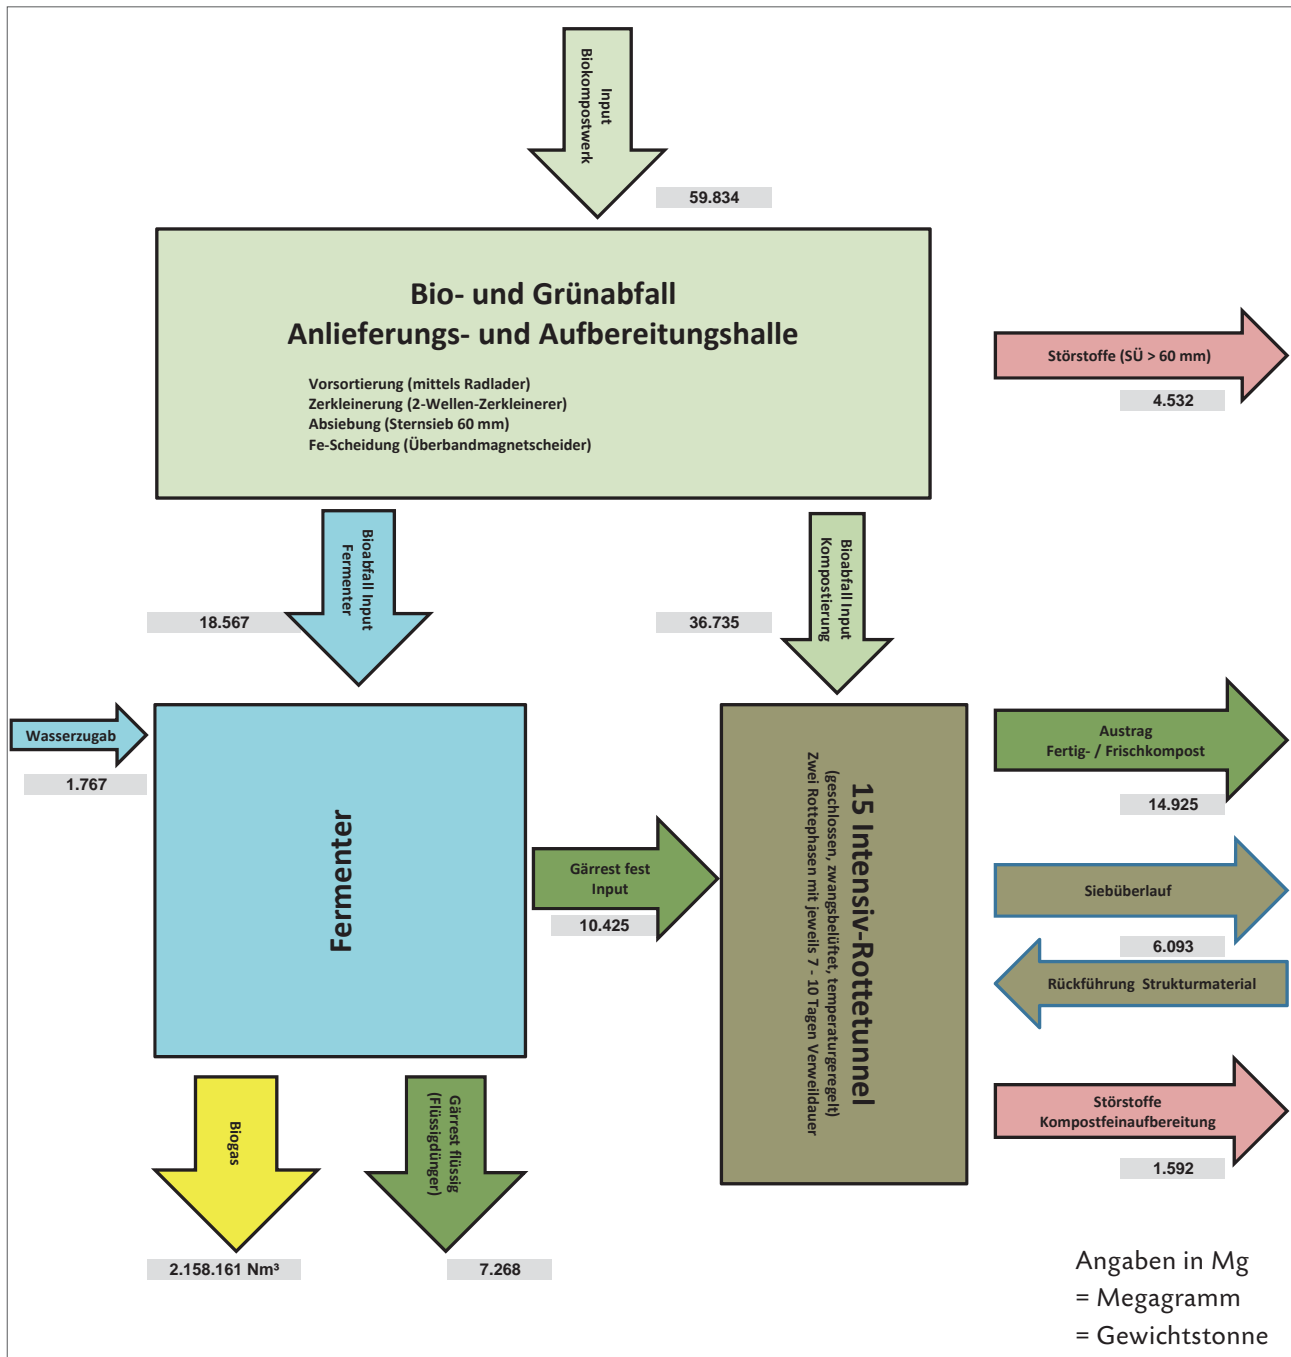 Input
Biokompostwerk
59.834
Bio- und Grünabfall
Anlieferungs- und Aufbereitungshalle
Vorsortierung (mittels Radlader)
Zerkleinerung (2-Wellen-Zerkleinerer)
Absiebung (Sternsieb 60 mm)
Fe-Scheidung (Überbandmagnetscheider)
Störstoffe (SÜ > 60 mm)
4.532
Bioabfall Input
Fermenter
18.567
Bioabfall Input
Kompostierung
36.735
Wasserzugab
1.767
Fermenter
Gärrest fest
Input
10.425
15 Intensiv-Rottetunnel
(geschlossen, zwangsbelüftet, temperaturgeregelt)
Zwei Rottephasen mit jeweils 7 - 10 Tagen Verweildauer
Austrag
Fertig- / Frischkompost
14.925
Siebüberlauf
6.093
Rückführung Strukturmaterial
Störstoffe
Kompostfeinaufbereitung
1.592
Biogas
2.158.161 Nm³
Gärrest flüssig
(Flüssigdünger)
7.268
Angaben in Mg
= Megagramm
= Gewichtstonne